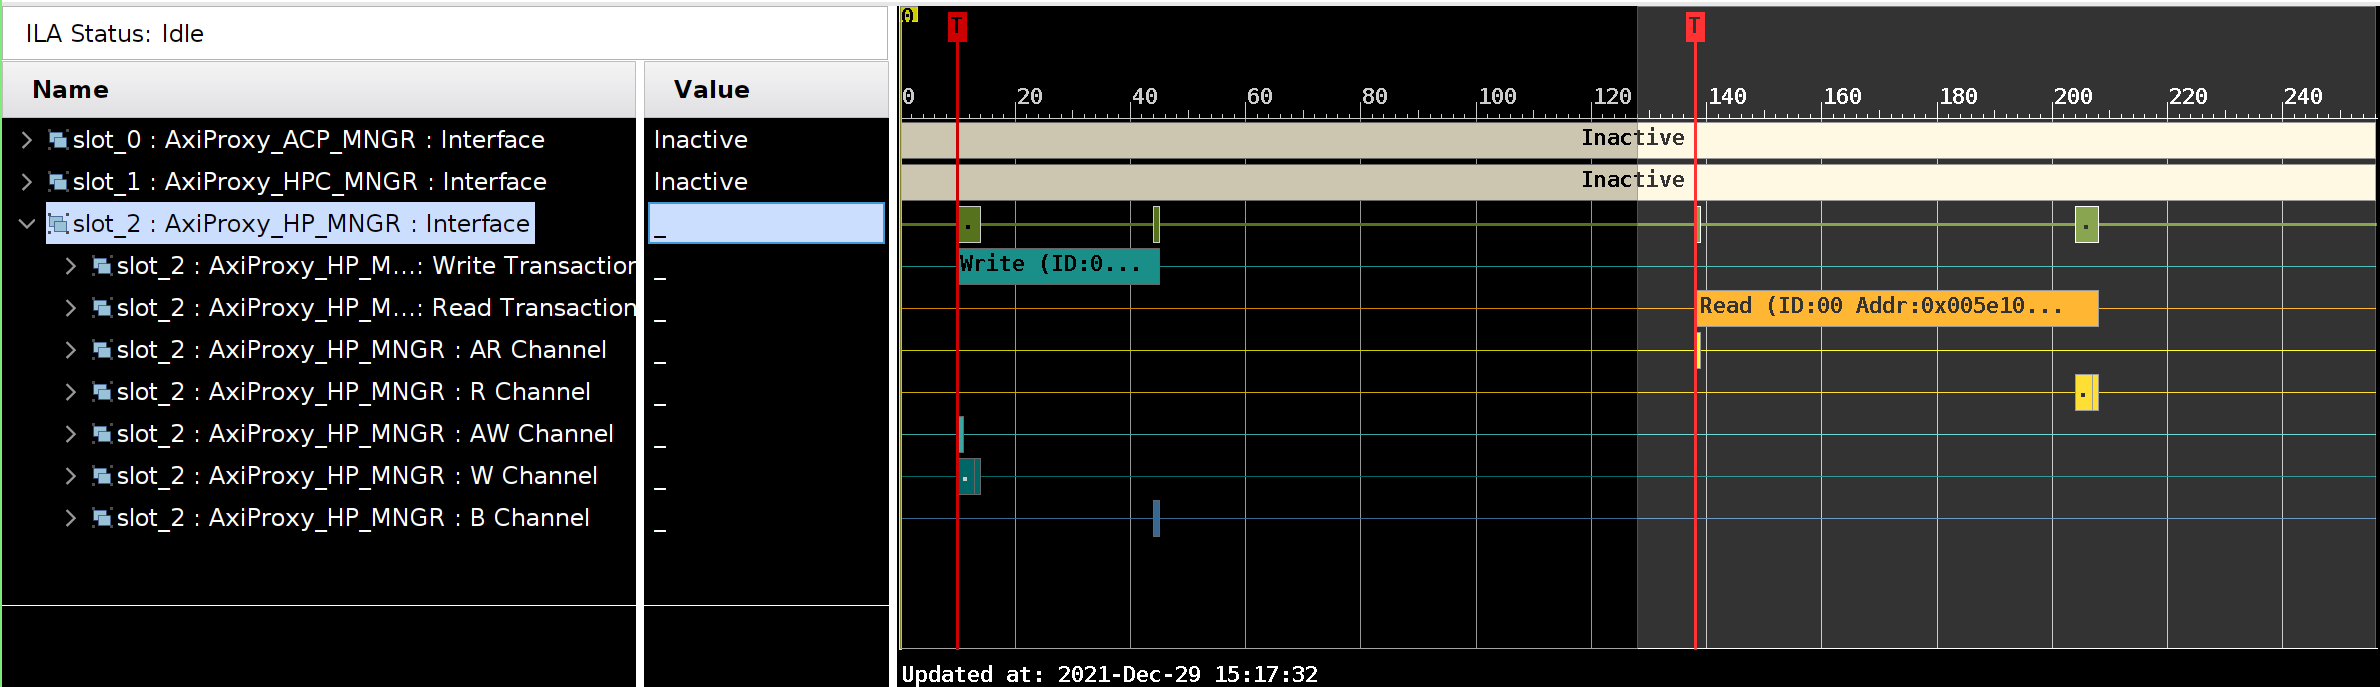 ILA Status: Idle
Name Value
0
T T
0 20 40 60 80 100 120 140 160 180 200 220 240
slot_0 : AxiProxy_ACP_MNGR : Interface Inactive Inactive
slot_1 : AxiProxy_HPC_MNGR : Interface Inactive Inactive
slot_2 : AxiProxy_HP_MNGR : Interface _
slot_2 : AxiProxy_HP_M...: Write Transaction _ Write (ID:0...
slot_2 : AxiProxy_HP_M...: Read Transaction _ Read (ID:00 Addr:0x005e10...
slot_2 : AxiProxy_HP_MNGR : AR Channel _
slot_2 : AxiProxy_HP_MNGR : R Channel _
slot_2 : AxiProxy_HP_MNGR : AW Channel _
slot_2 : AxiProxy_HP_MNGR : W Channel _
slot_2 : AxiProxy_HP_MNGR : B Channel _
Updated at: 2021-Dec-29 15:17:32